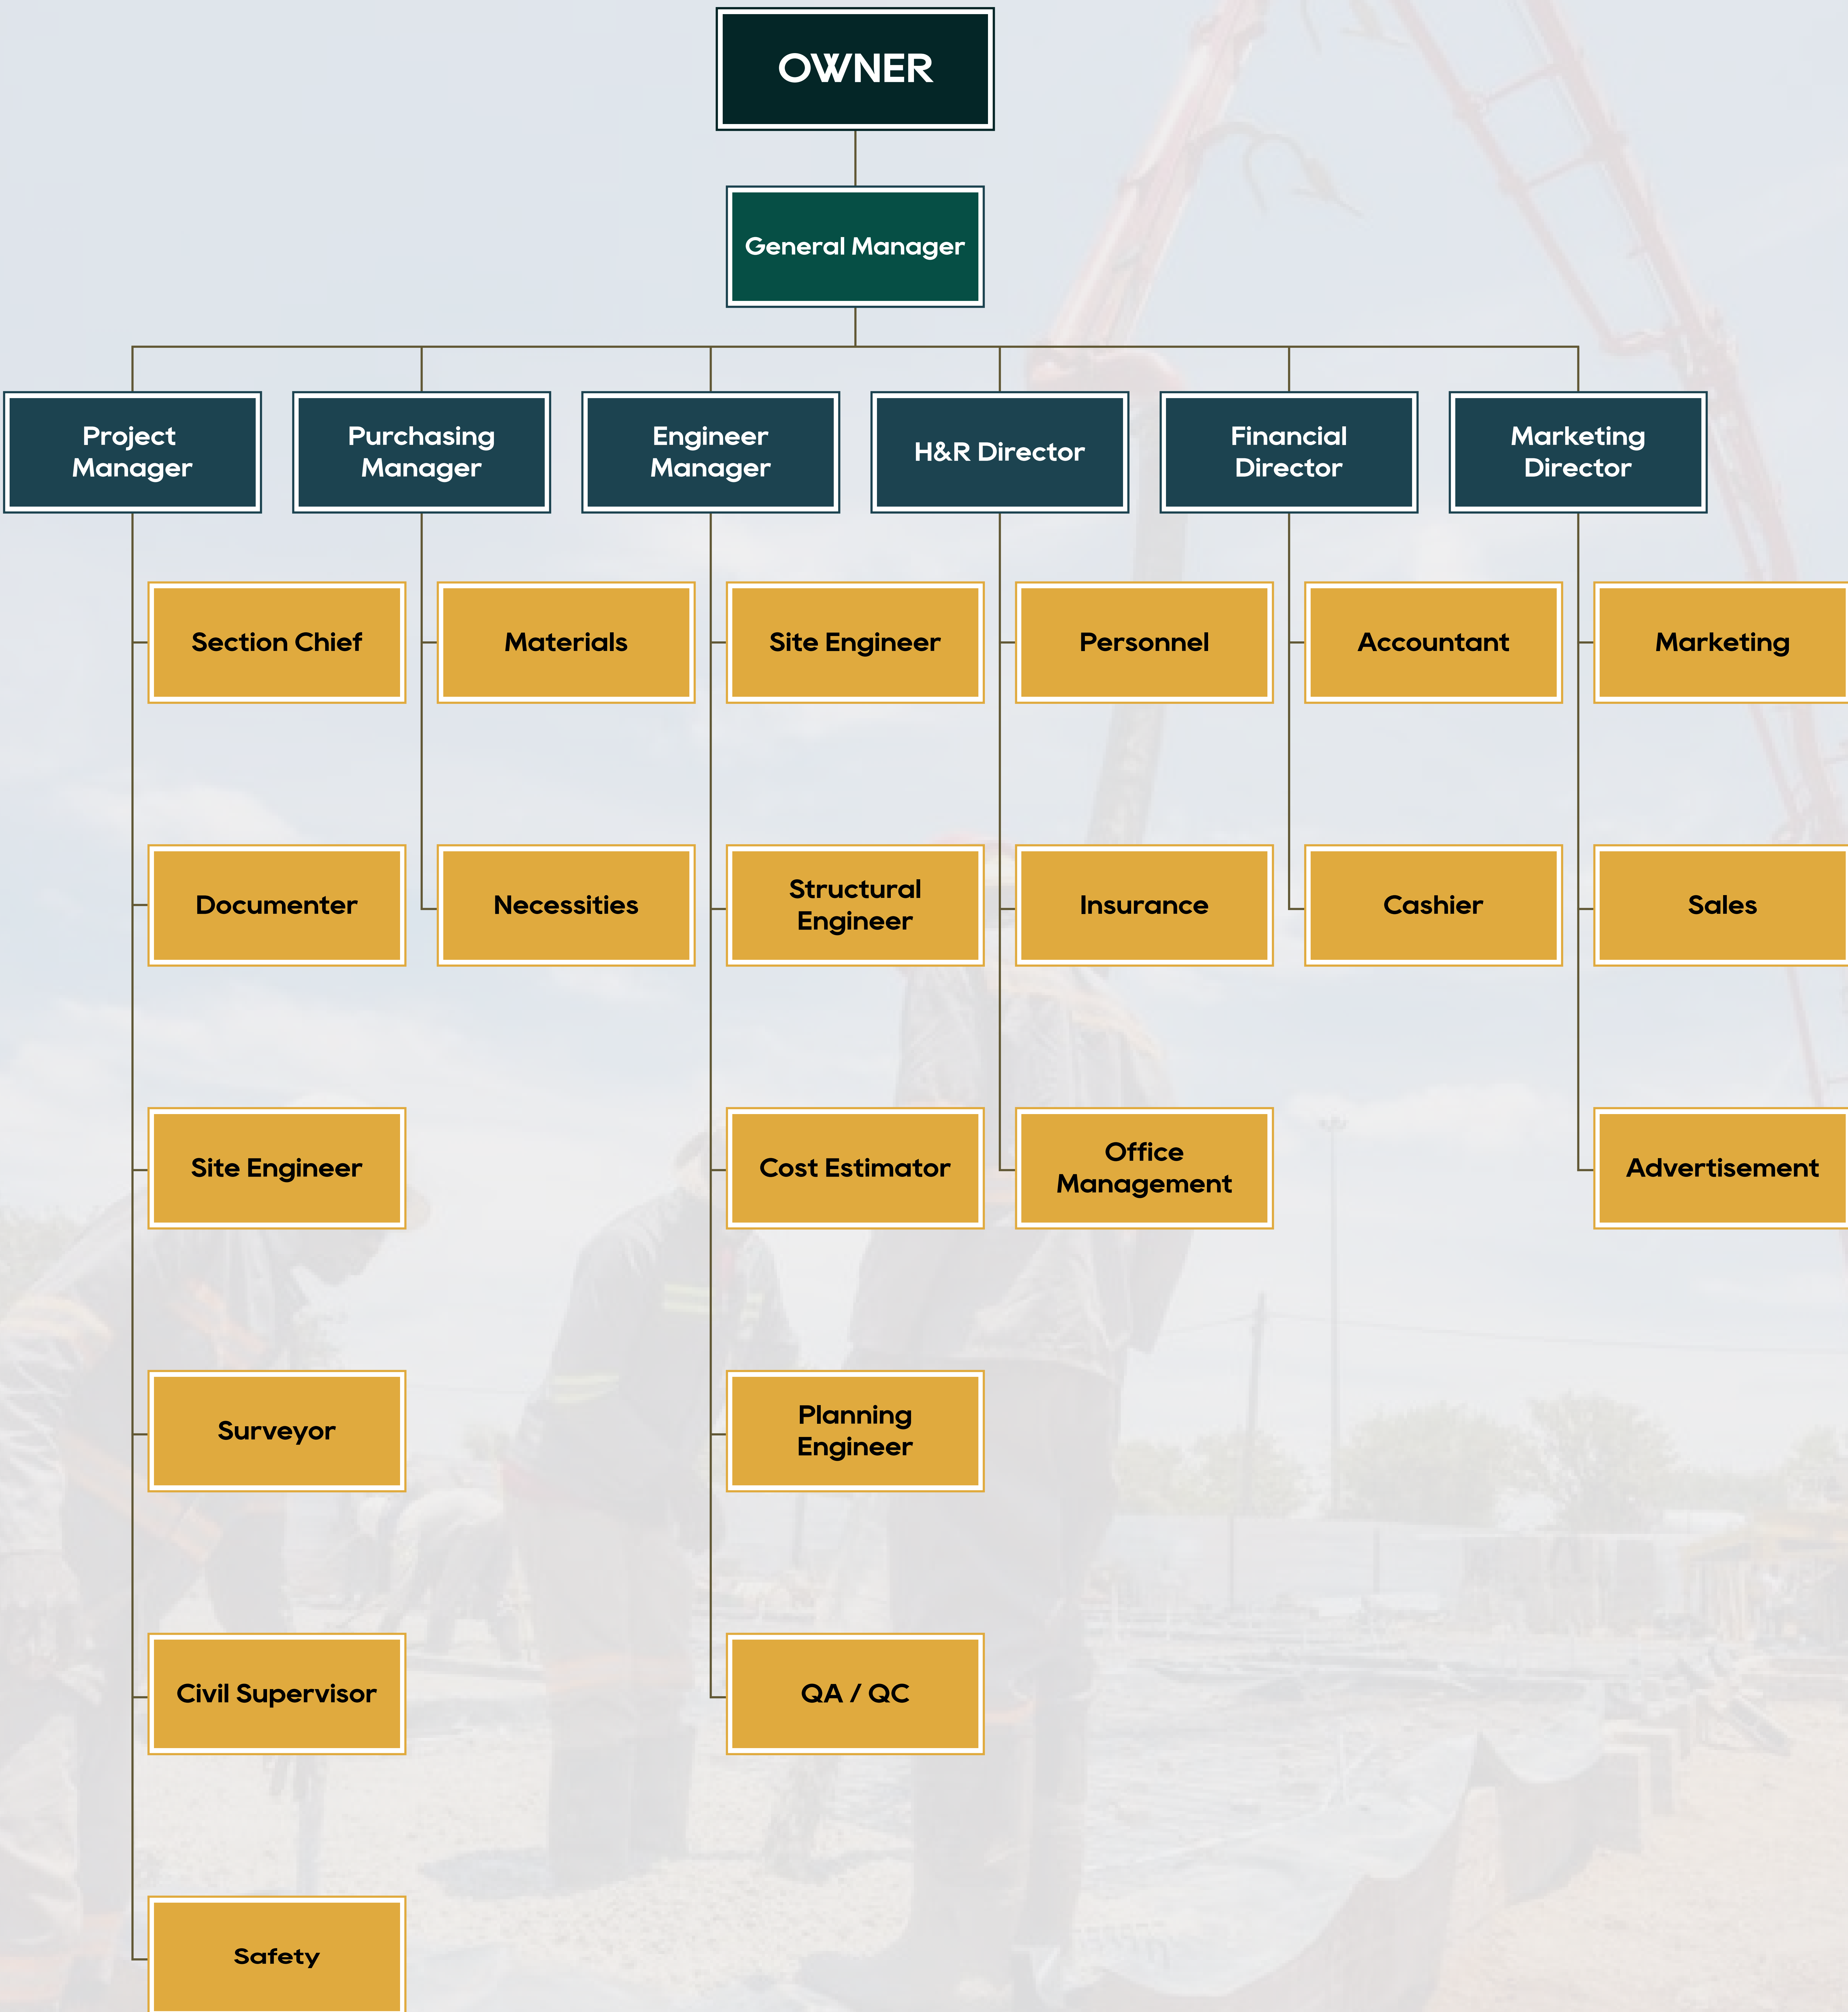 OWNER
General Manager
Project
Manager
Purchasing
Manager
Engineer
Manager
H&R Director
Financial
Director
Marketing
Director
Section Chief
Materials
Site Engineer
Personnel
Accountant
Marketing
Documenter
Necessities
Structural
Engineer
Insurance
Cashier
Sales
Site Engineer
Cost Estimator
Office
Management
Advertisement
Surveyor
Planning
Engineer
Civil Supervisor
QA / QC
Safety